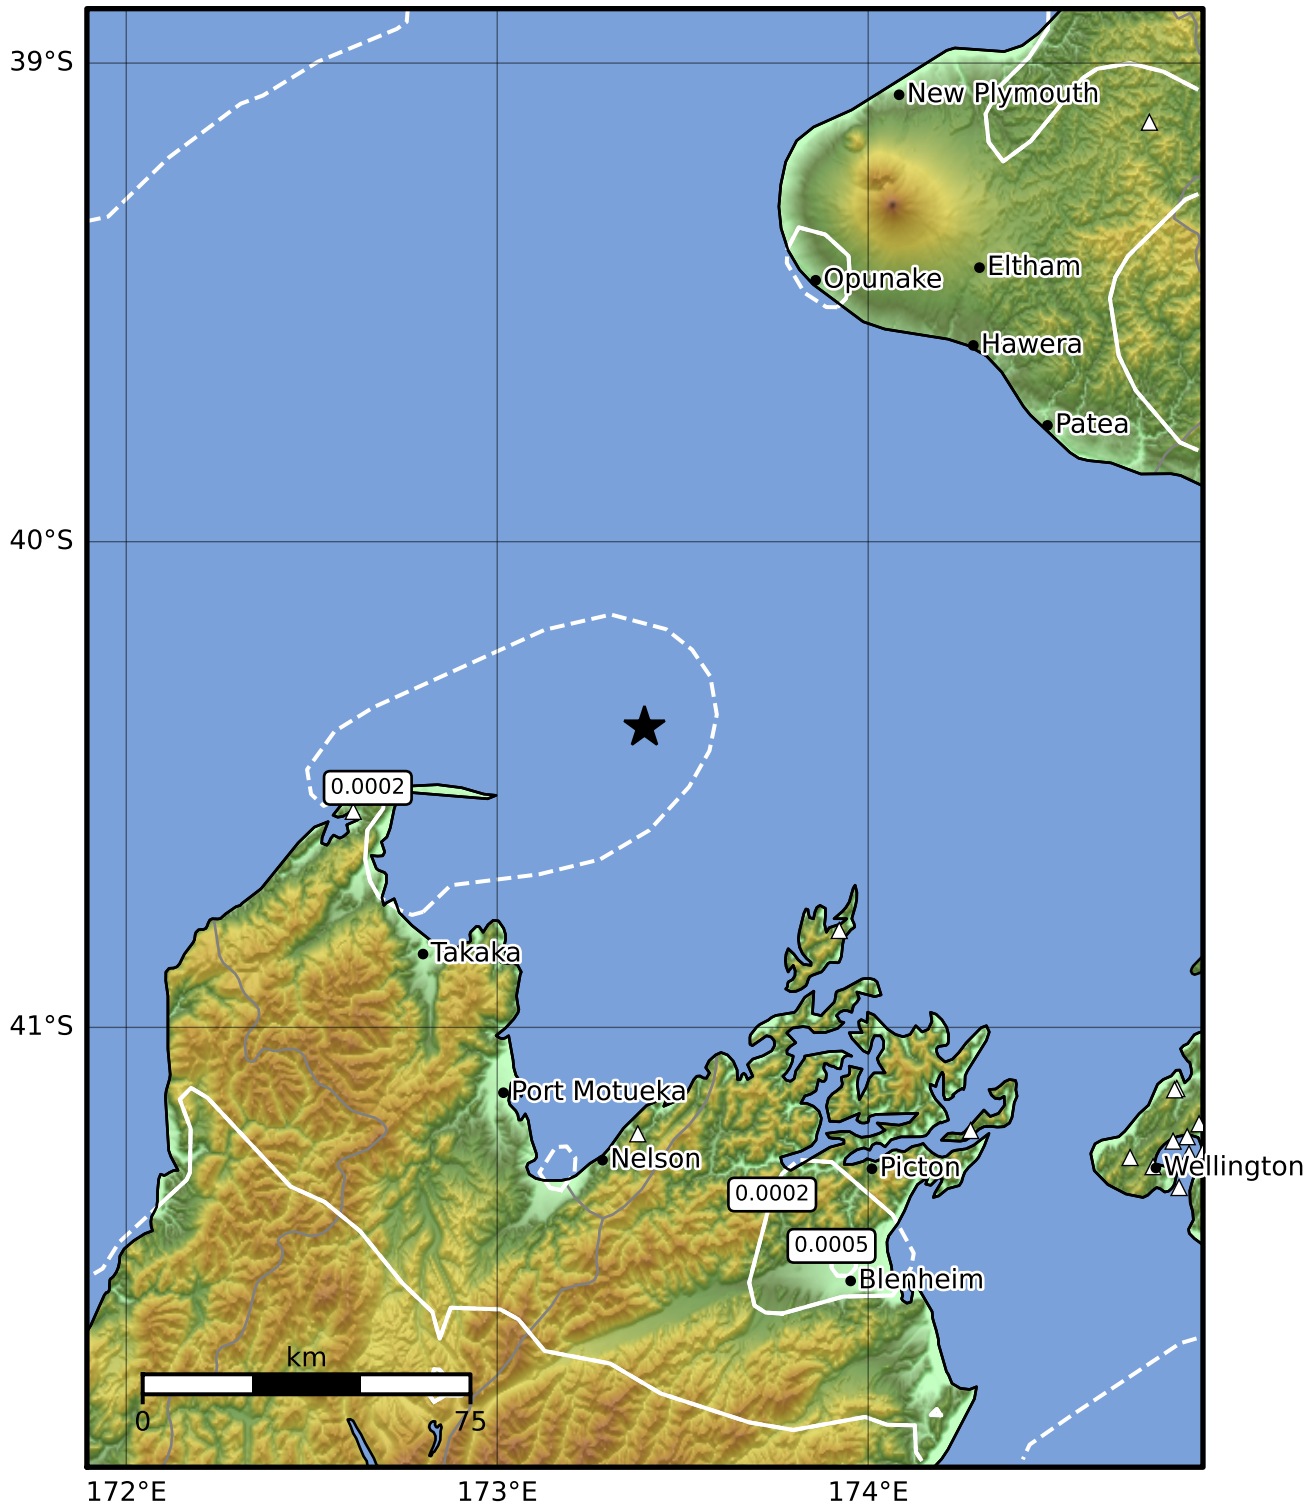 39°S
New Plymouth
Opunake
Eltham
Hawera
Patea
40°S
0.0002
Takaka
41°S
Port Motueka
Nelson
Picton
Wellington
0.0002
0.0005
Blenheim
km
0 75
172°E 173°E 174°E